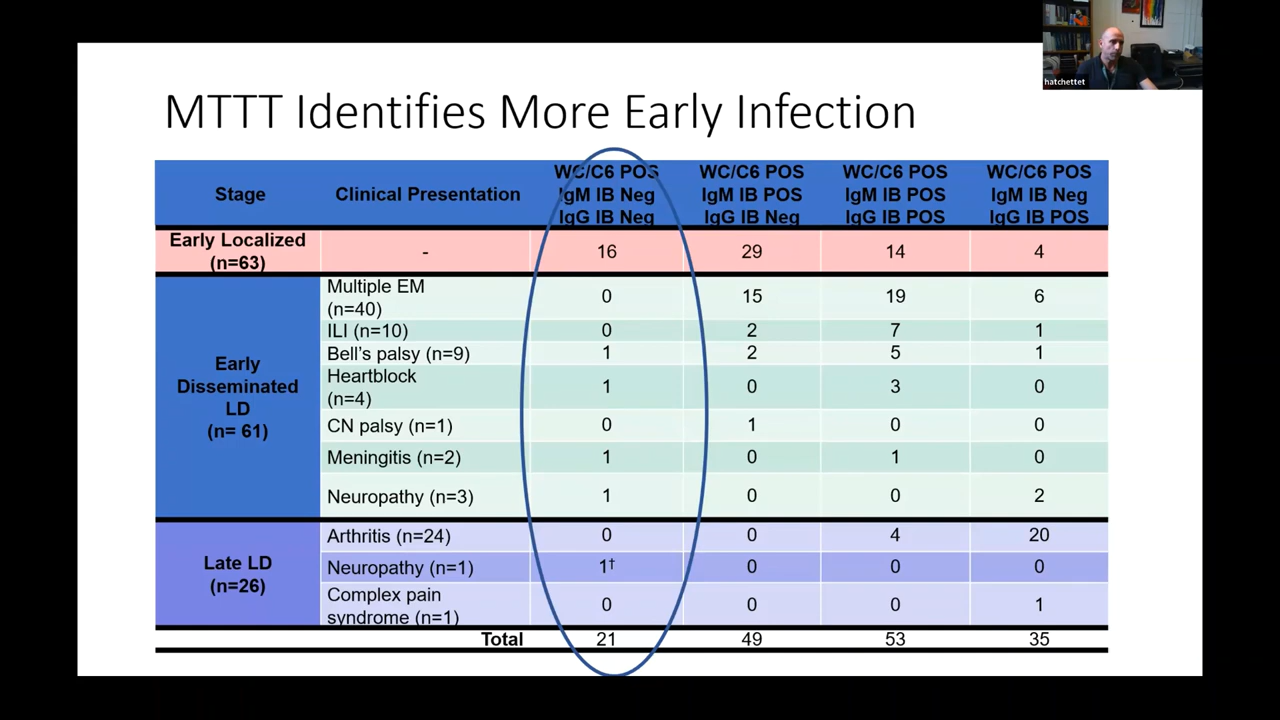 hatchettet
MTTT Identifies More Early Infection
Stage Clinical Presentation WC/C6 POS IgM IB Neg IgG IB Neg WC/C6 POS IgM IB POS IgG IB Neg WC/C6 POS IgM IB POS IgG IB POS WC/C6 POS IgM IB Neg IgG IB POS
Early Localized (n=63) - 16 29 14 4
Early Disseminated LD (n= 61)
Multiple EM (n=40) 0 15 19 6
ILI (n=10) 0 2 7 1
Bell's palsy (n=9) 1 2 5 1
Heartblock (n=4) 1 0 3 0
CN palsy (n=1) 0 1 0 0
Meningitis (n=2) 1 0 1 0
Neuropathy (n=3) 1 0 0 2
Late LD (n=26)
Arthritis (n=24) 0 0 4 20
Neuropathy (n=1) 1† 0 0 0
Complex pain syndrome (n=1) 0 0 0 1
Total 21 49 53 35